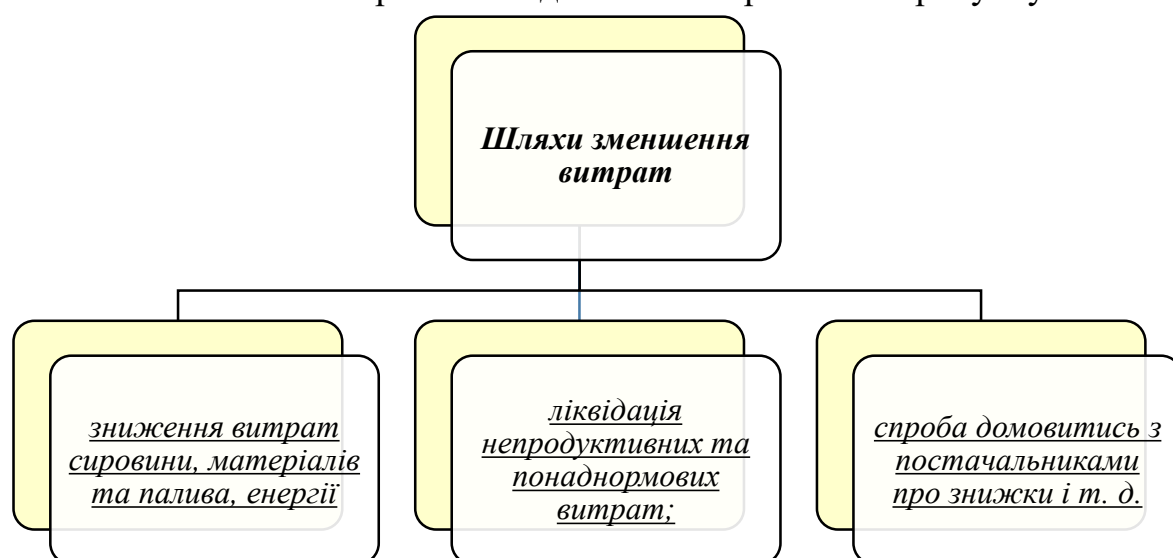 Шляхи зменшення
витрат
зниження витрат
сировини, матеріалів
та палива, енергії
ліквідація
непродуктивних та
понаднормових
витрат;
спроба домовитись з
постачальниками
про знижки і т. д.